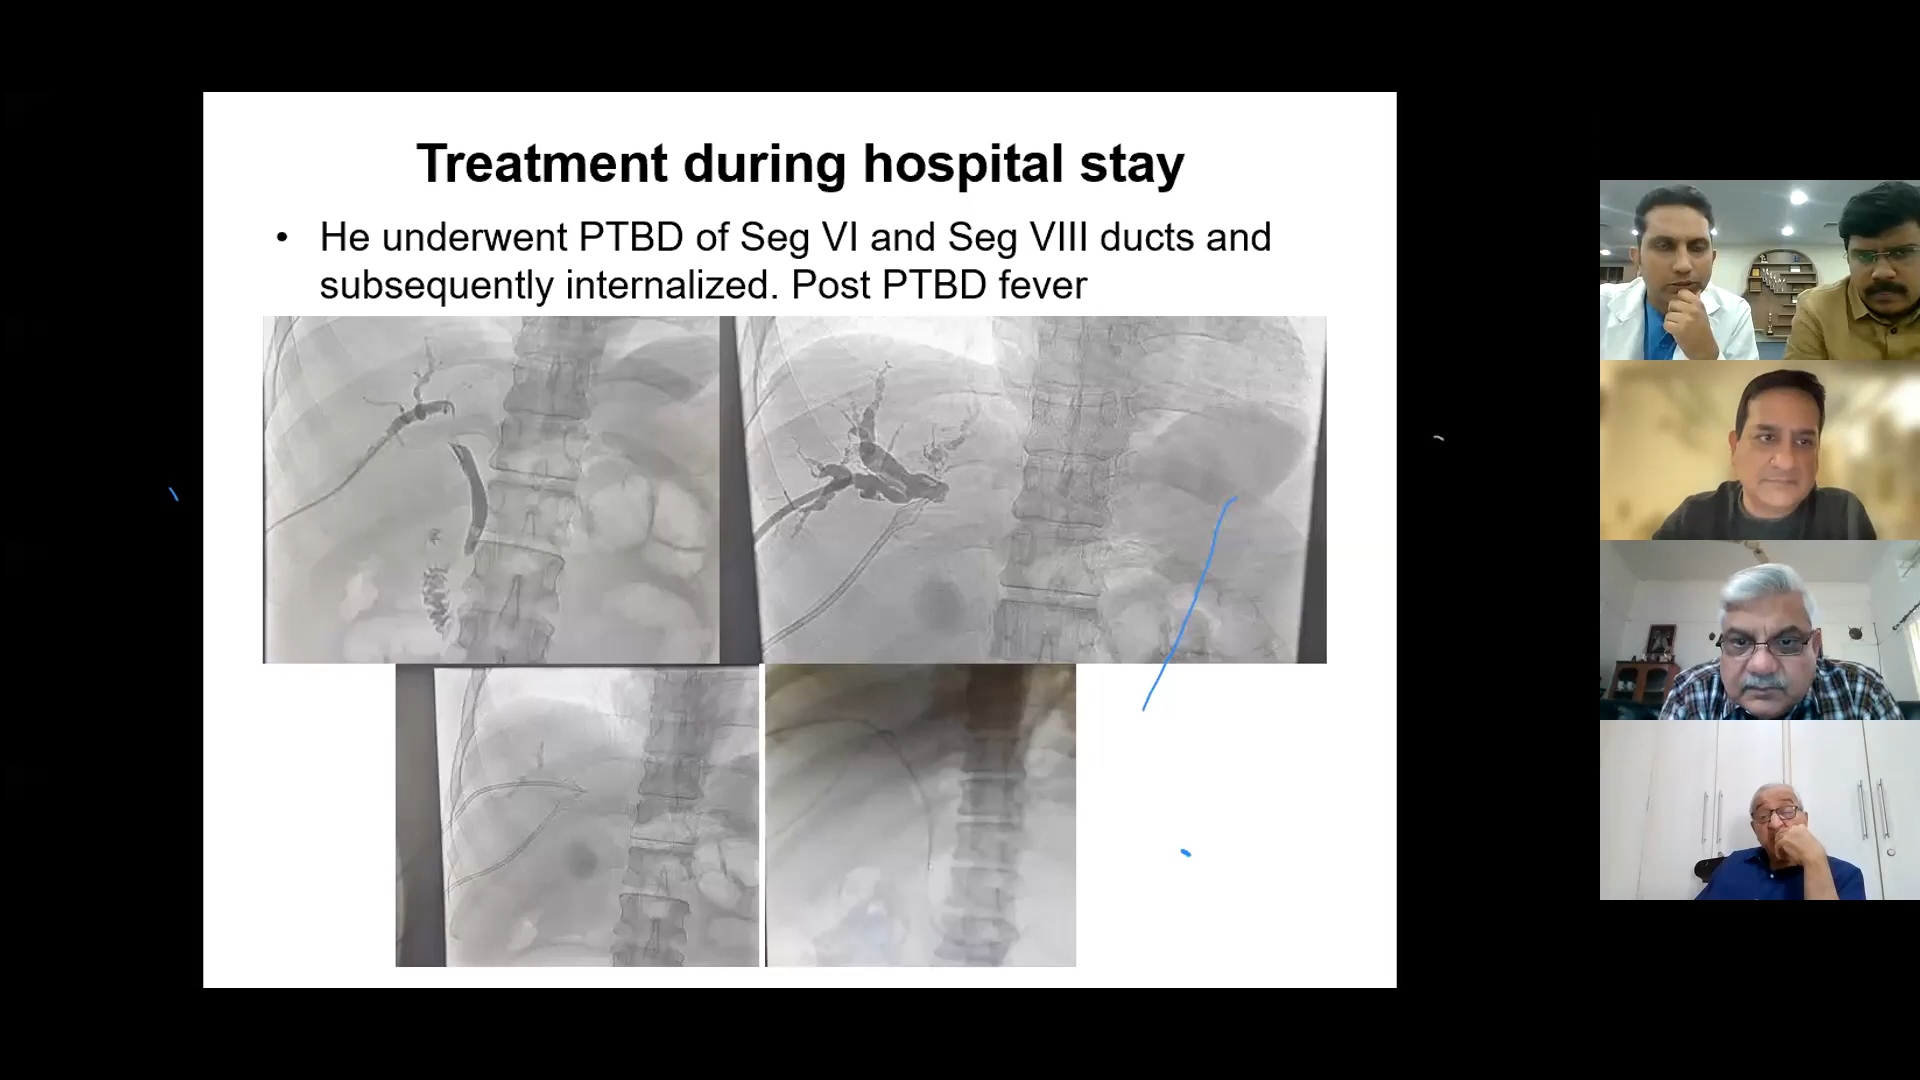 Treatment during hospital stay
• He underwent PTBD of Seg VI and Seg VIII ducts and
subsequently internalized. Post PTBD fever